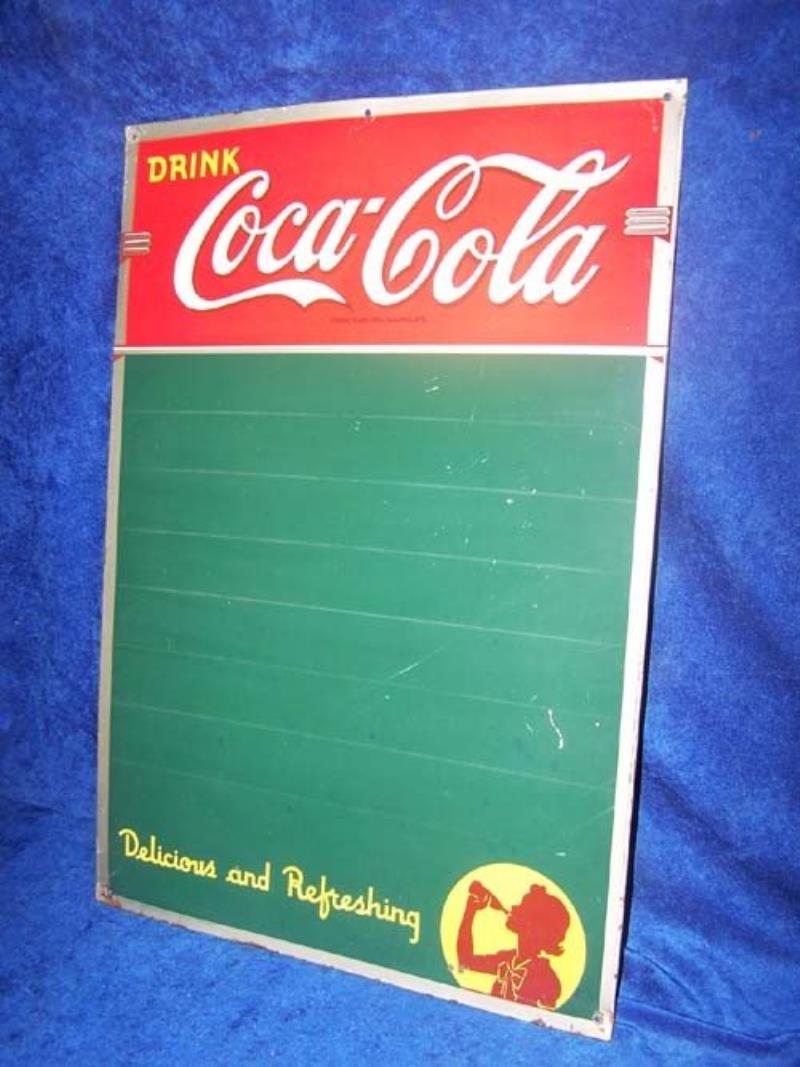 DRINK
Coca-Cola
Delicious and Refreshing